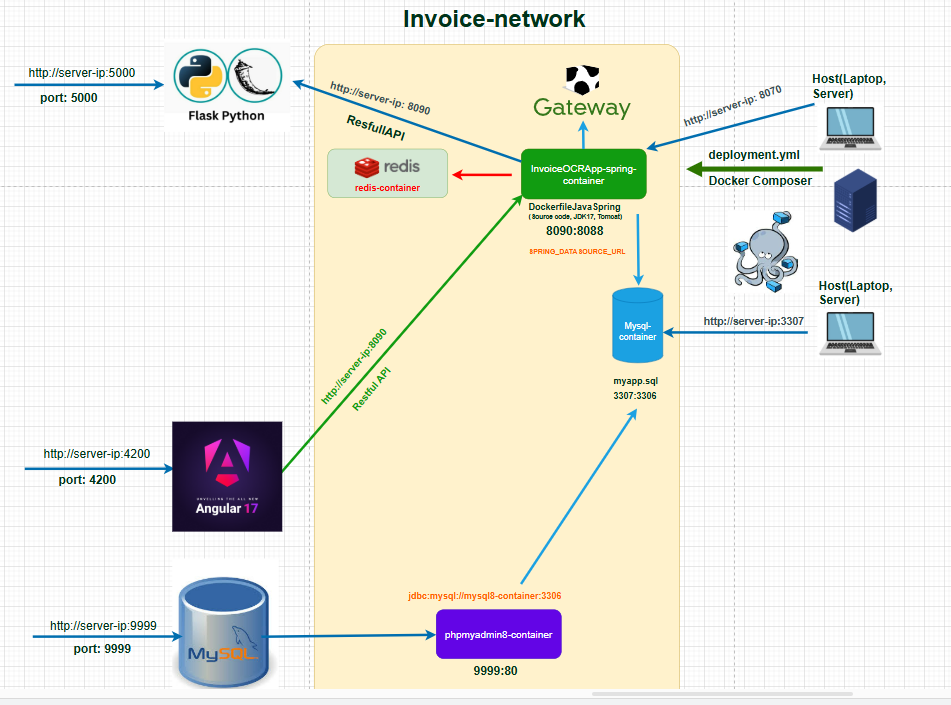 Invoice-network
http://server-ip:5000
port: 5000
Flask Python
http://server-ip: 8090
ResfullAPI
Gateway
http://server-ip: 8070
Host(Laptop,
Server)
redis
redis-container
InvoiceOCRApp-spring-
container
deployment.yml
Docker Composer
DockerfileJavaSpring
(Source code, JDK17, Tomcat)
8090:8088
SPRING_DATA SOURCE_URL
Host(Laptop,
Server)
http://server-ip:3307
Mysql-
container
myapp.sql
3307:3306
http://server-ip:8090
Restful API
http://server-ip:4200
port: 4200
UNVEILING THE ALL NEW
Angular 17
jdbc:mysql://mysql8-container:3306
http://server-ip:9999
port: 9999
MySQL
phpmyadmin8-container
9999:80